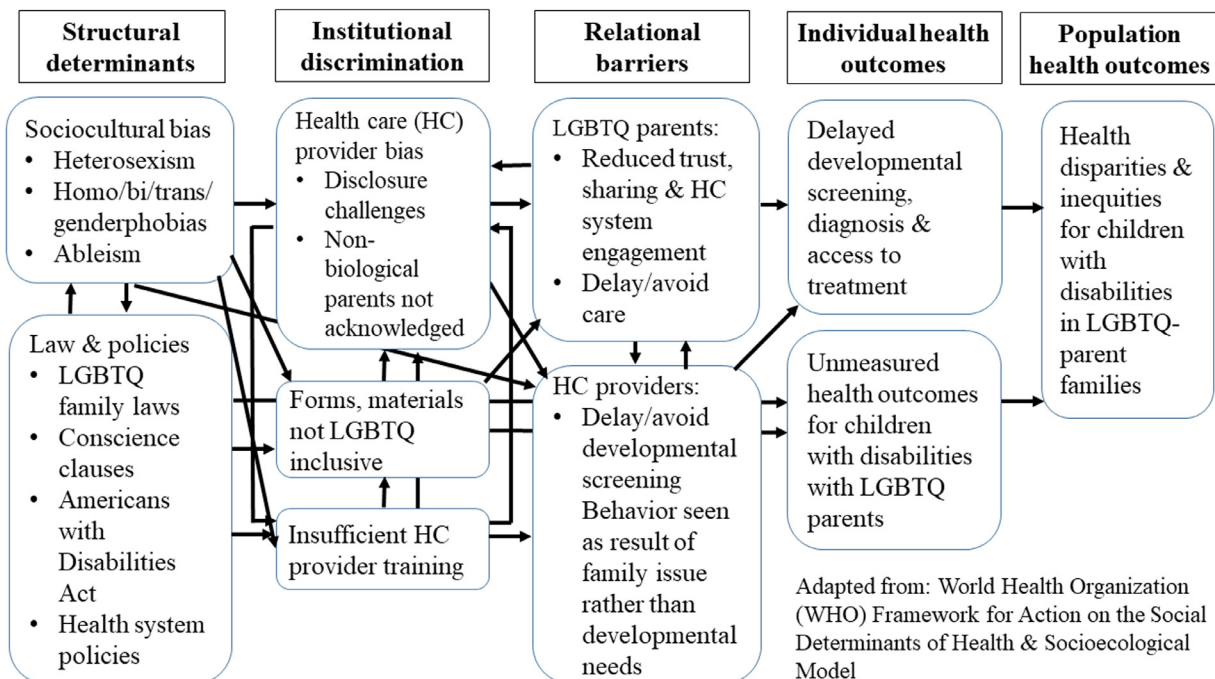 Structural
determinants
Institutional
discrimination
Relational
barriers
Individual health
outcomes
Population
health outcomes
Sociocultural bias
• Heterosexism
• Homo/bi/trans/
genderphobias
• Ableism
Law & policies
• LGBTQ
family laws
• Conscience
clauses
• Americans
with
Disabilities
Act
• Health system
policies
Health care (HC)
provider bias
• Disclosure
challenges
• Non-
biological
parents not
acknowledged
Forms, materials
not LGBTQ
inclusive
Insufficient HC
provider training
LGBTQ parents:
• Reduced trust,
sharing & HC
system
engagement
• Delay/avoid
care
HC providers:
• Delay/avoid
developmental
screening
Behavior seen
as result of
family issue
rather than
developmental
needs
Delayed
developmental
screening,
diagnosis &
access to
treatment
Unmeasured
health outcomes
for children
with disabilities
with LGBTQ
parents
Health
disparities &
inequities
for children
with
disabilities
in LGBTQ-
parent
families
Adapted from: World Health Organization
(WHO) Framework for Action on the Social
Determinants of Health & Socioecological
Model